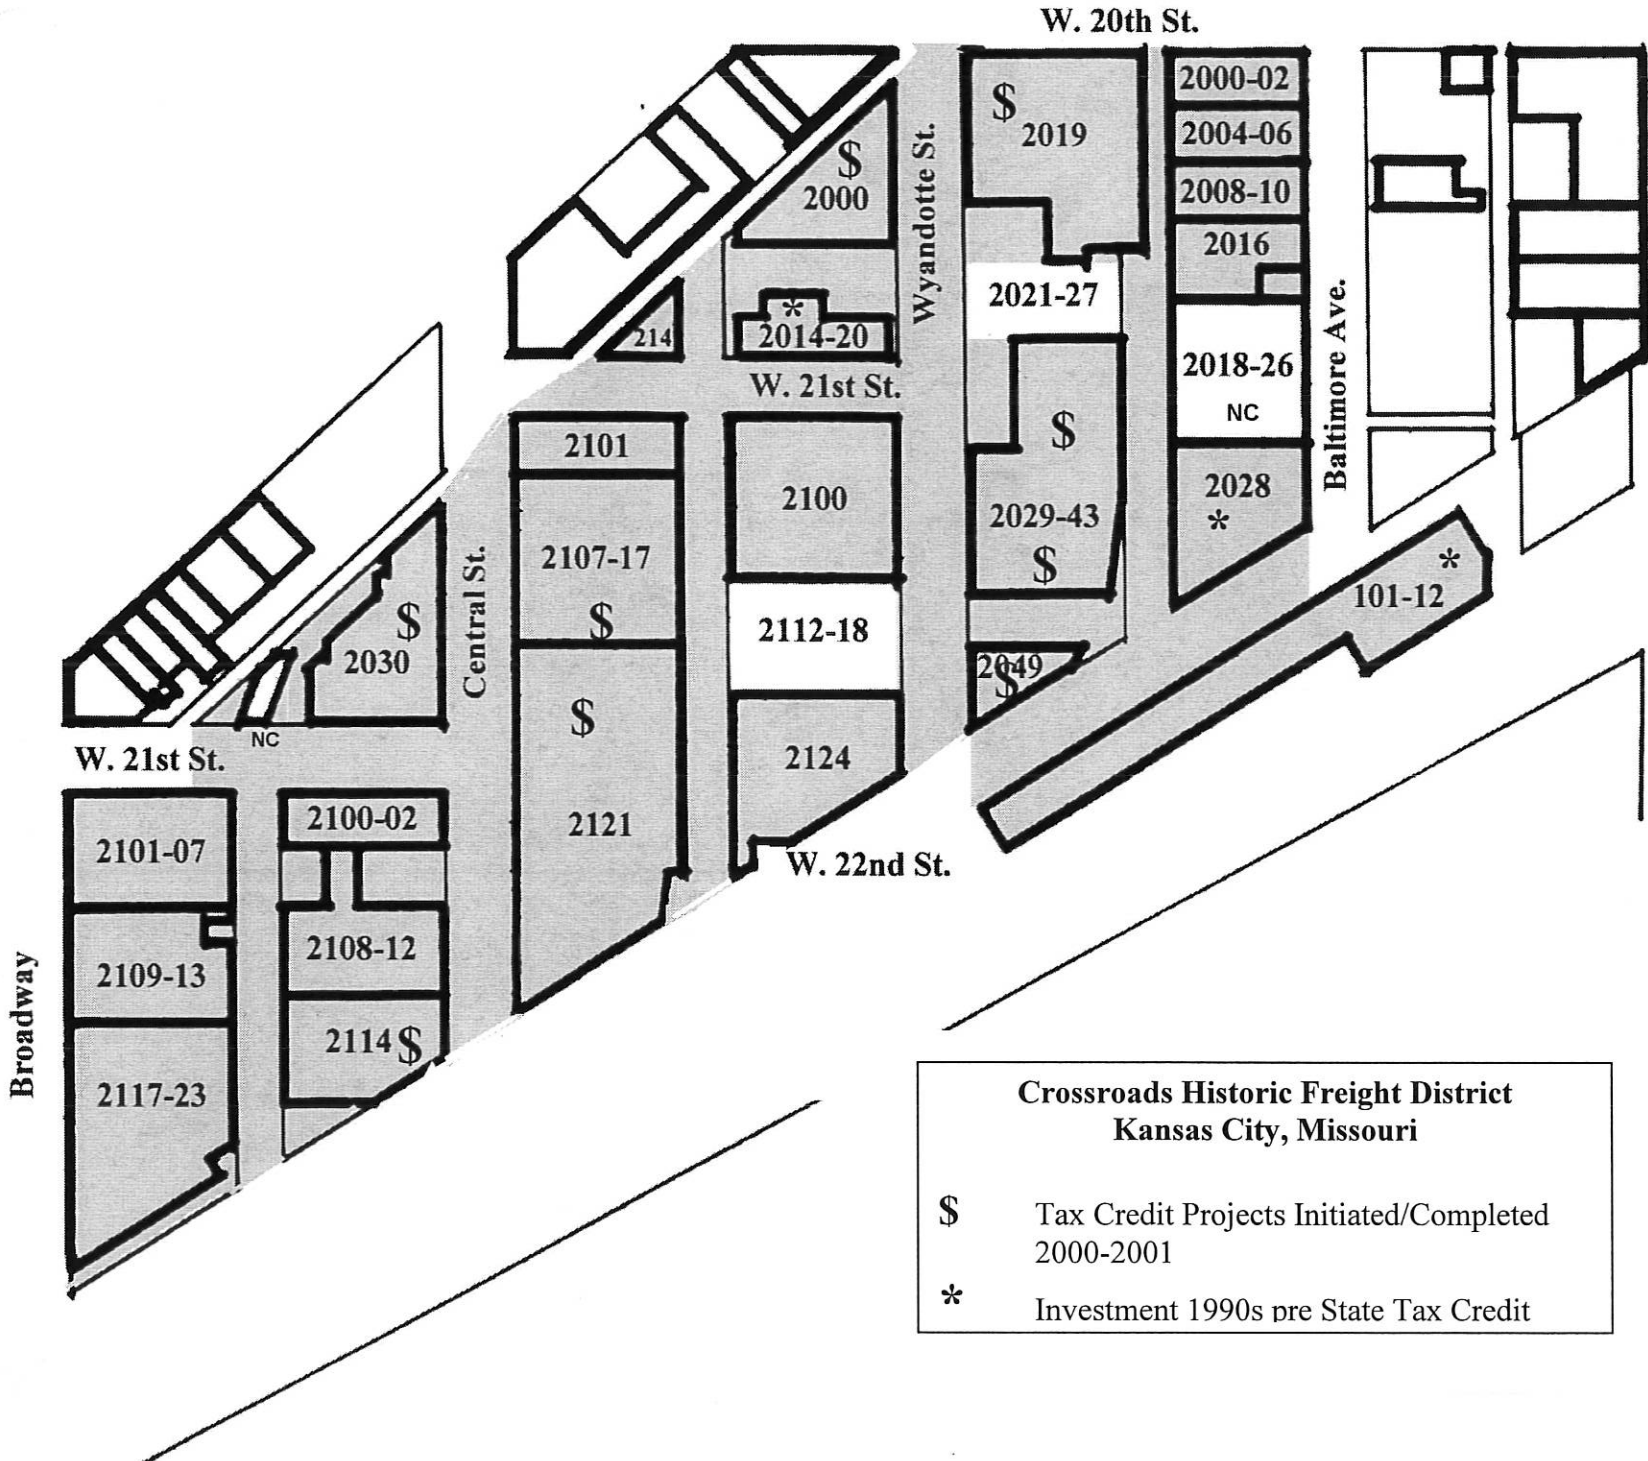 W. 20th St.
$
2019
2000-02
2004-06
2008-10
2016
$
2000
Wyandotte St.
2021-27
*
2014-20
214
W. 21st St.
2018-26
NC
Baltimore Ave.
2101
2100
$
2029-43
$
2028
*
*
101-12
2107-17
$
Central St.
$
2030
NC
2112-18
2049
$
W. 21st St.
$
2121
2124
W. 22nd St.
2101-07
2100-02
2109-13
2108-12
2114 $
2117-23
Broadway
Crossroads Historic Freight District
Kansas City, Missouri
$ Tax Credit Projects Initiated/Completed
2000-2001
* Investment 1990s pre State Tax Credit